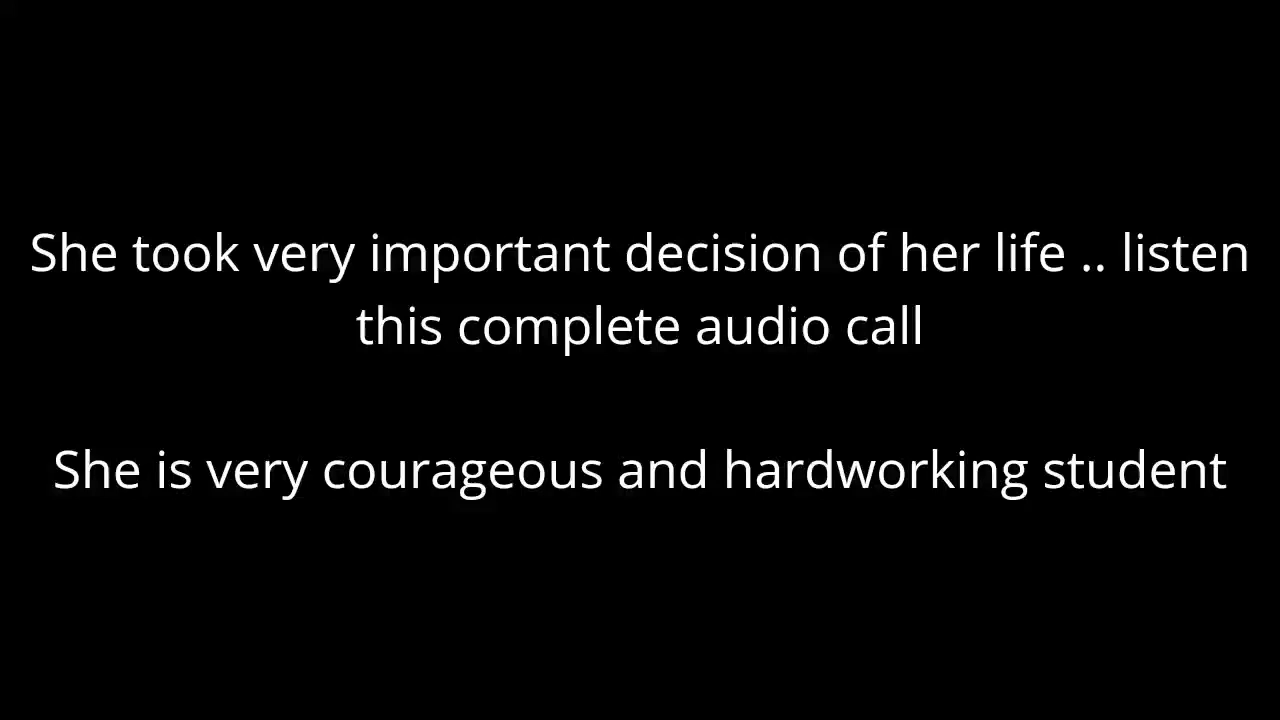 She took very important decision of her life .. listen
this complete audio call
She is very courageous and hardworking student